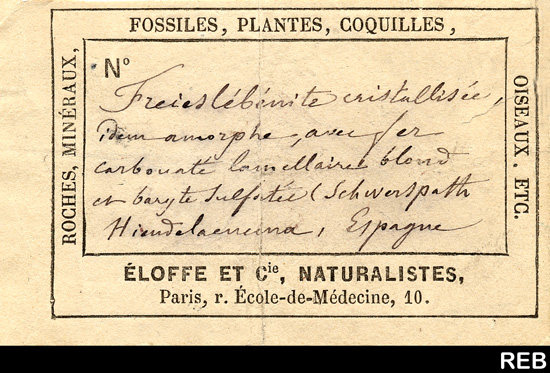 FOSSILES, PLANTES, COQUILLES,
ROCHES, MINÉRAUX,
OISEAUX, ETC.
N°
Freieslébénite cristallisée,
idem amorphe, avec fer
carbonaté lamellaire blond
et baryte sulfatée (Schwerspath
Hiendelaencina, Espagne
ÉLOFFE ET Cie, NATURALISTES,
Paris, r. École-de-Médecine, 10.
REB